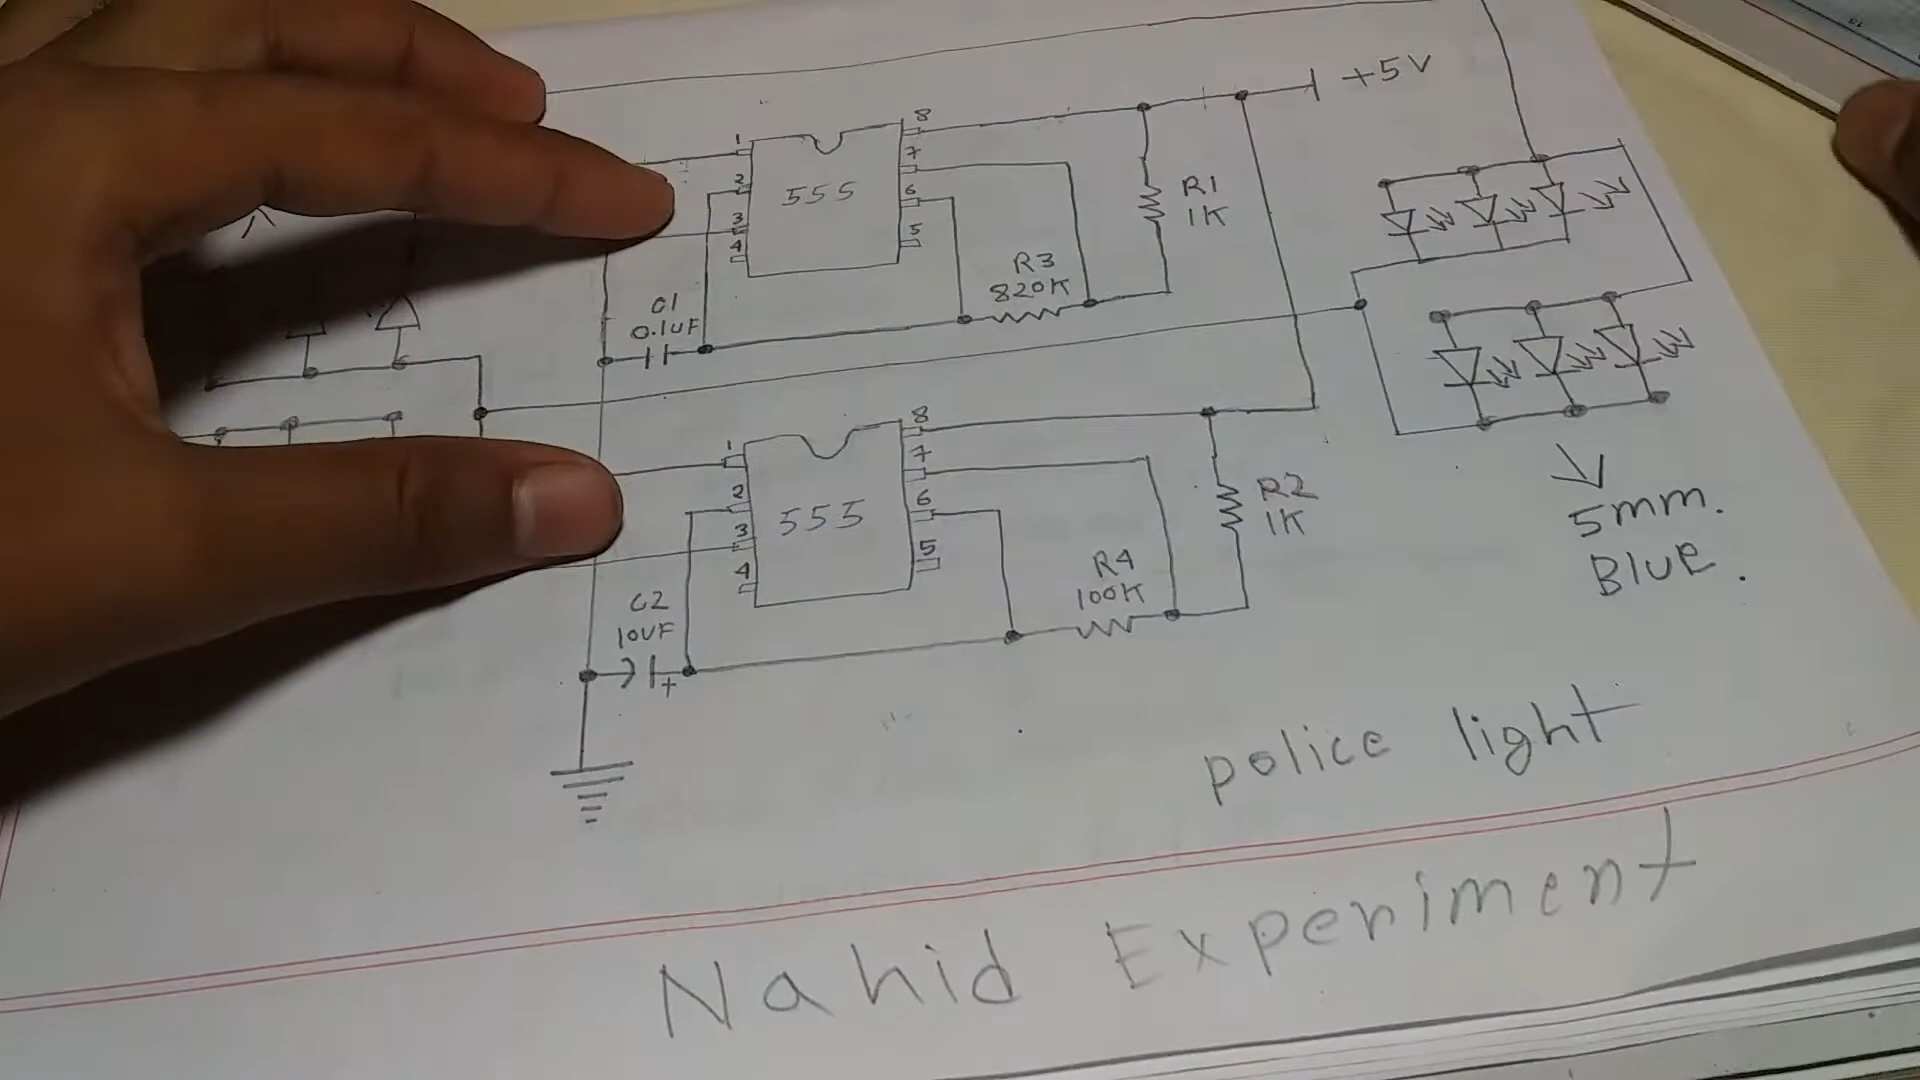 +5V
1
2
3
4
555
8
7
6
5
R1
1K
R3
820K
C1
0.1UF
1
2
3
4
555
8
7
6
5
R2
1K
R4
100K
C2
10UF
+
5mm.
BlUE.
police light
Nahid Experiment